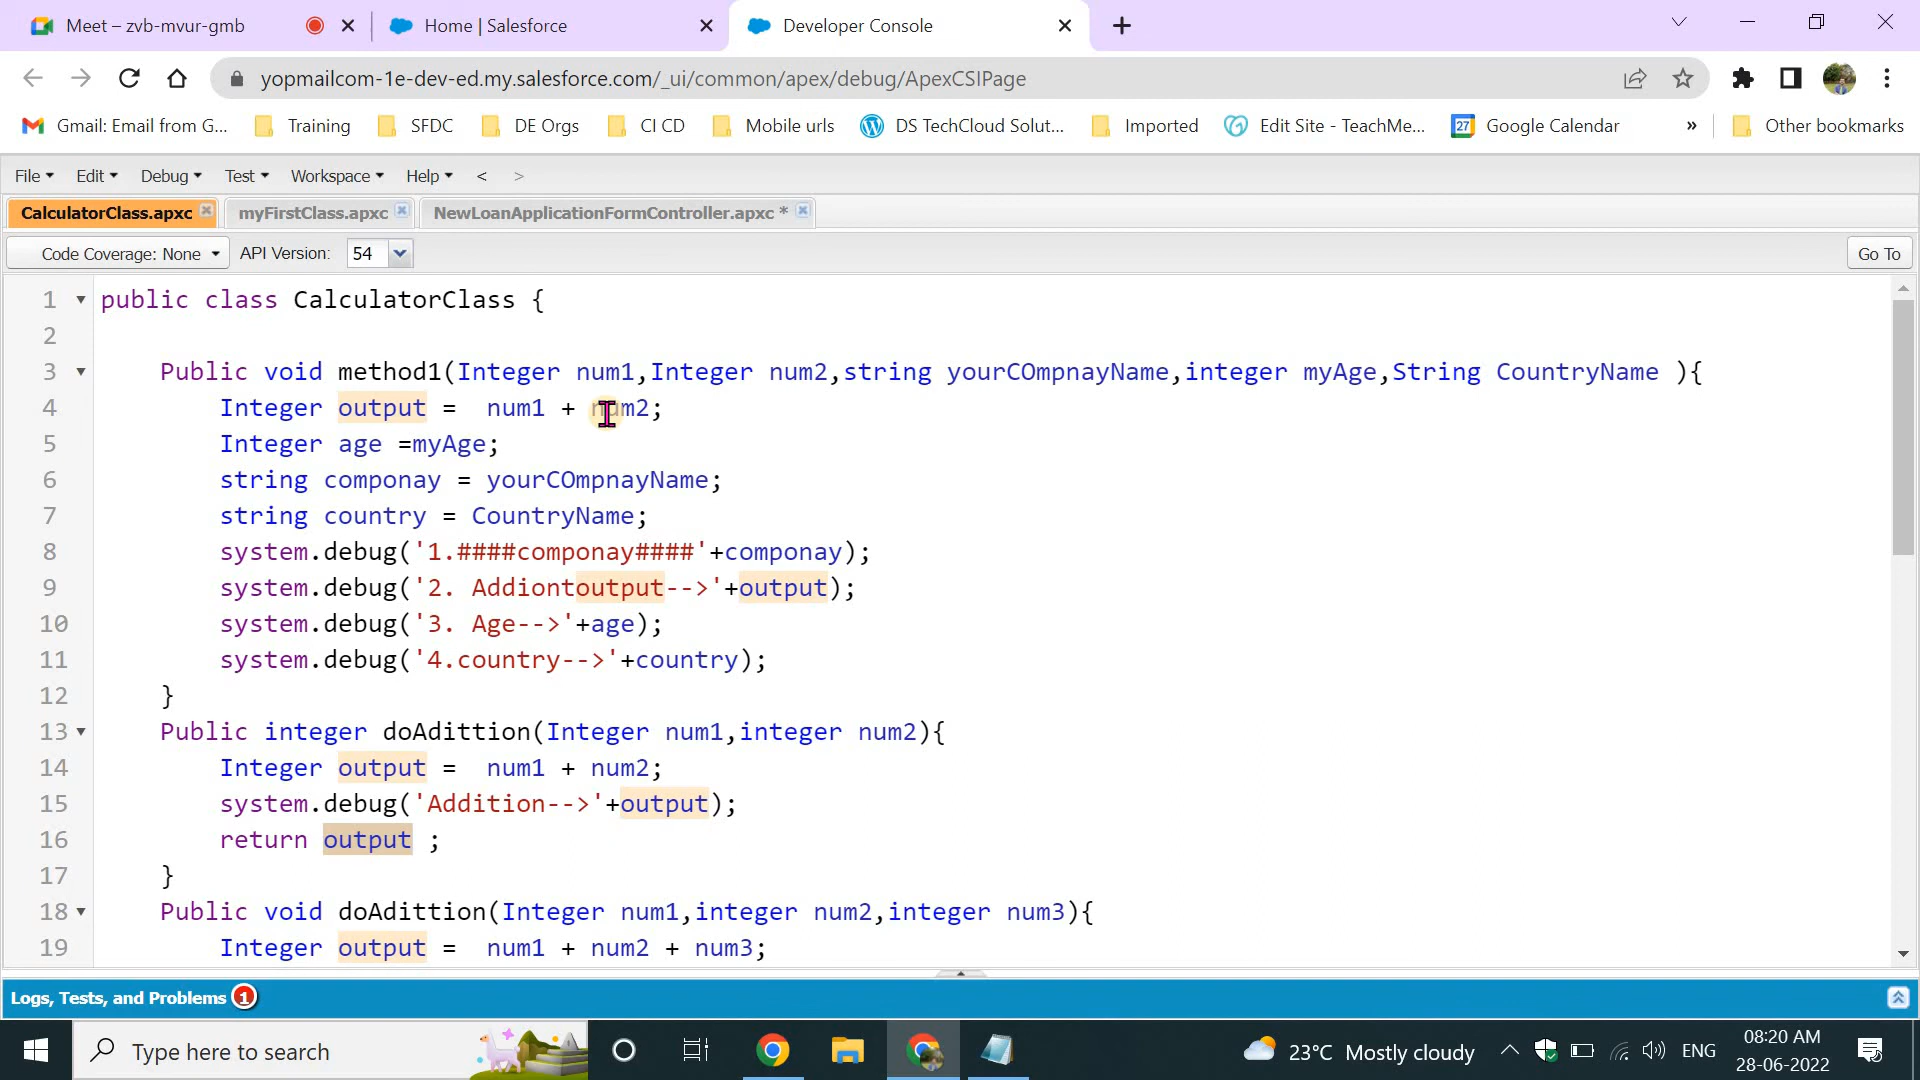 Meet – zvb-mvur-gmb
Home | Salesforce
Developer Console
yopmailcom-1e-dev-ed.my.salesforce.com/_ui/common/apex/debug/ApexCSIPage
Gmail: Email from G...
Training
SFDC
DE Orgs
CI CD
Mobile urls
DS TechCloud Solut...
Imported
Edit Site - TeachMe...
27
Google Calendar
»
Other bookmarks
File
Edit
Debug
Test
Workspace
Help
<
>
CalculatorClass.apxc
myFirstClass.apxc
NewLoanApplicationFormController.apxc *
Code Coverage: None
API Version:
54
Go To
1 public class CalculatorClass {
2
3 Public void method1(Integer num1,Integer num2,string yourCOmpnayName,integer myAge,String CountryName ){
4 Integer output =  num1 + num2;
5 Integer age =myAge;
6 string componay = yourCOmpnayName;
7 string country = CountryName;
8 system.debug('1.####componay####'+componay);
9 system.debug('2. Addiontoutput-->'+output);
10 system.debug('3. Age-->'+age);
11 system.debug('4.country-->'+country);
12 }
13 Public integer doAdittion(Integer num1,integer num2){
14 Integer output =  num1 + num2;
15 system.debug('Addition-->'+output);
16 return output ;
17 }
18 Public void doAdittion(Integer num1,integer num2,integer num3){
19 Integer output =  num1 + num2 + num3;
Logs, Tests, and Problems 1
Type here to search
23°C Mostly cloudy
ENG
08:20 AM
28-06-2022